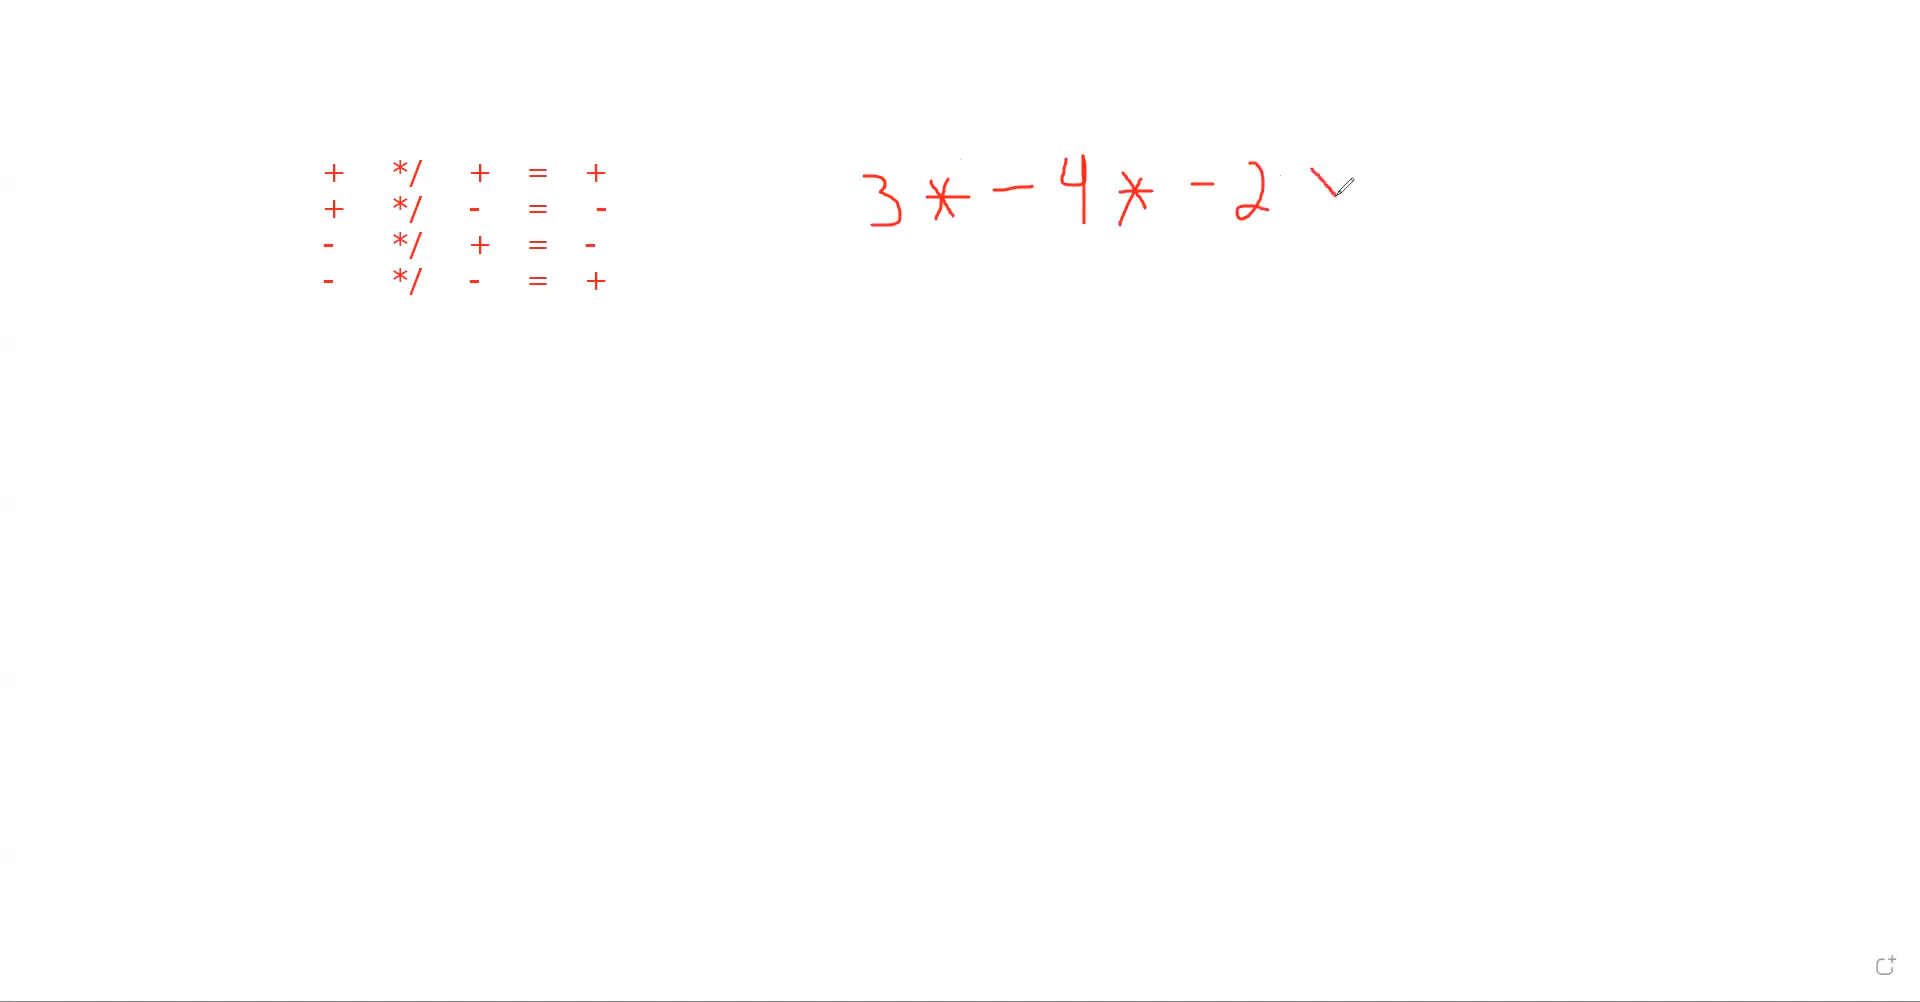 + */ + = +
+ */ - = -
- */ + = -
- */ - = +
3 * - 4 * - 2